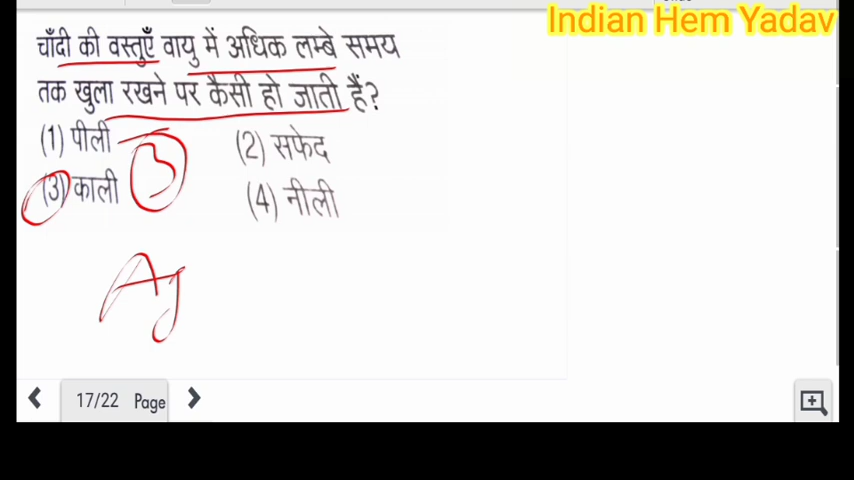 Indian Hem Yadav
चाँदी की वस्तुएँ वायु में अधिक लम्बे समय
तक खुला रखने पर कैसी हो जाती हैं?
(1) पीली (2) सफेद
3
(3) काली (4) नीली
Ag
17/22 Page